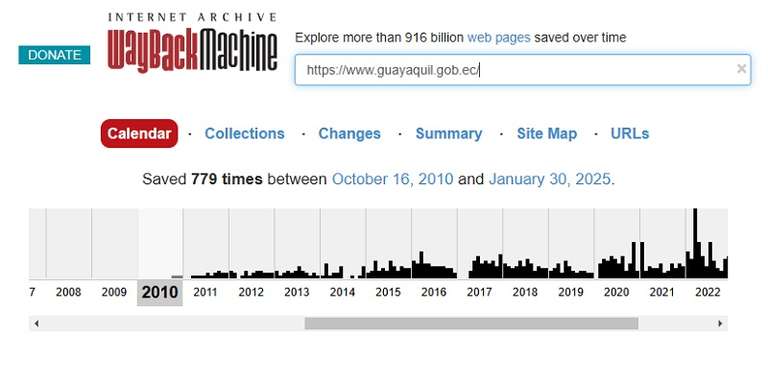 INTERNET ARCHIVE
DONATE
WayBackMachine
Explore more than 916 billion web pages saved over time
https://www.guayaquil.gob.ec/
Calendar · Collections · Changes · Summary · Site Map · URLs
Saved 779 times between October 16, 2010 and January 30, 2025.
7 2008 2009 2010 2011 2012 2013 2014 2015 2016 2017 2018 2019 2020 2021 2022